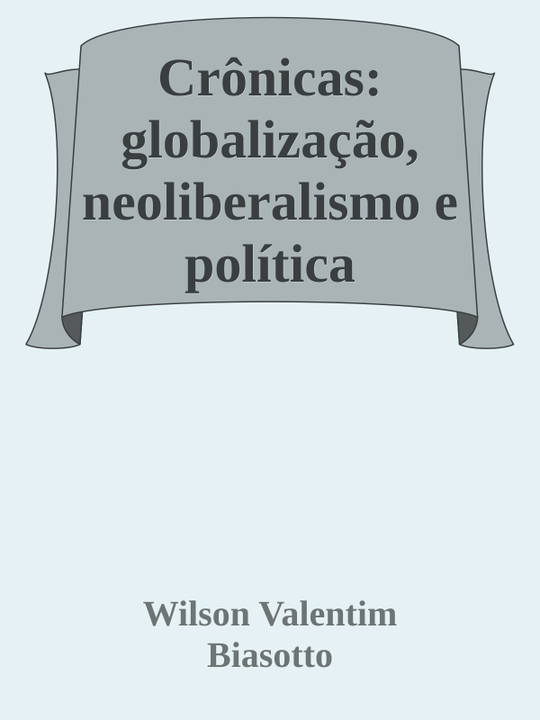 Crônicas:
globalização,
neoliberalismo e
política
Wilson Valentim
Biasotto